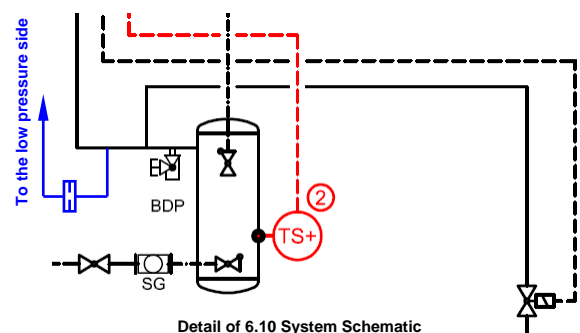 To the low pressure side
2
BDP
TS+
SG
Detail of 6.10 System Schematic